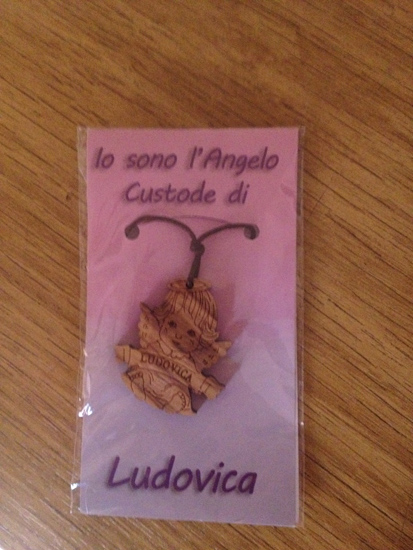 Io sono l'Angelo
Custode di
LUDOVICA
Ludovica